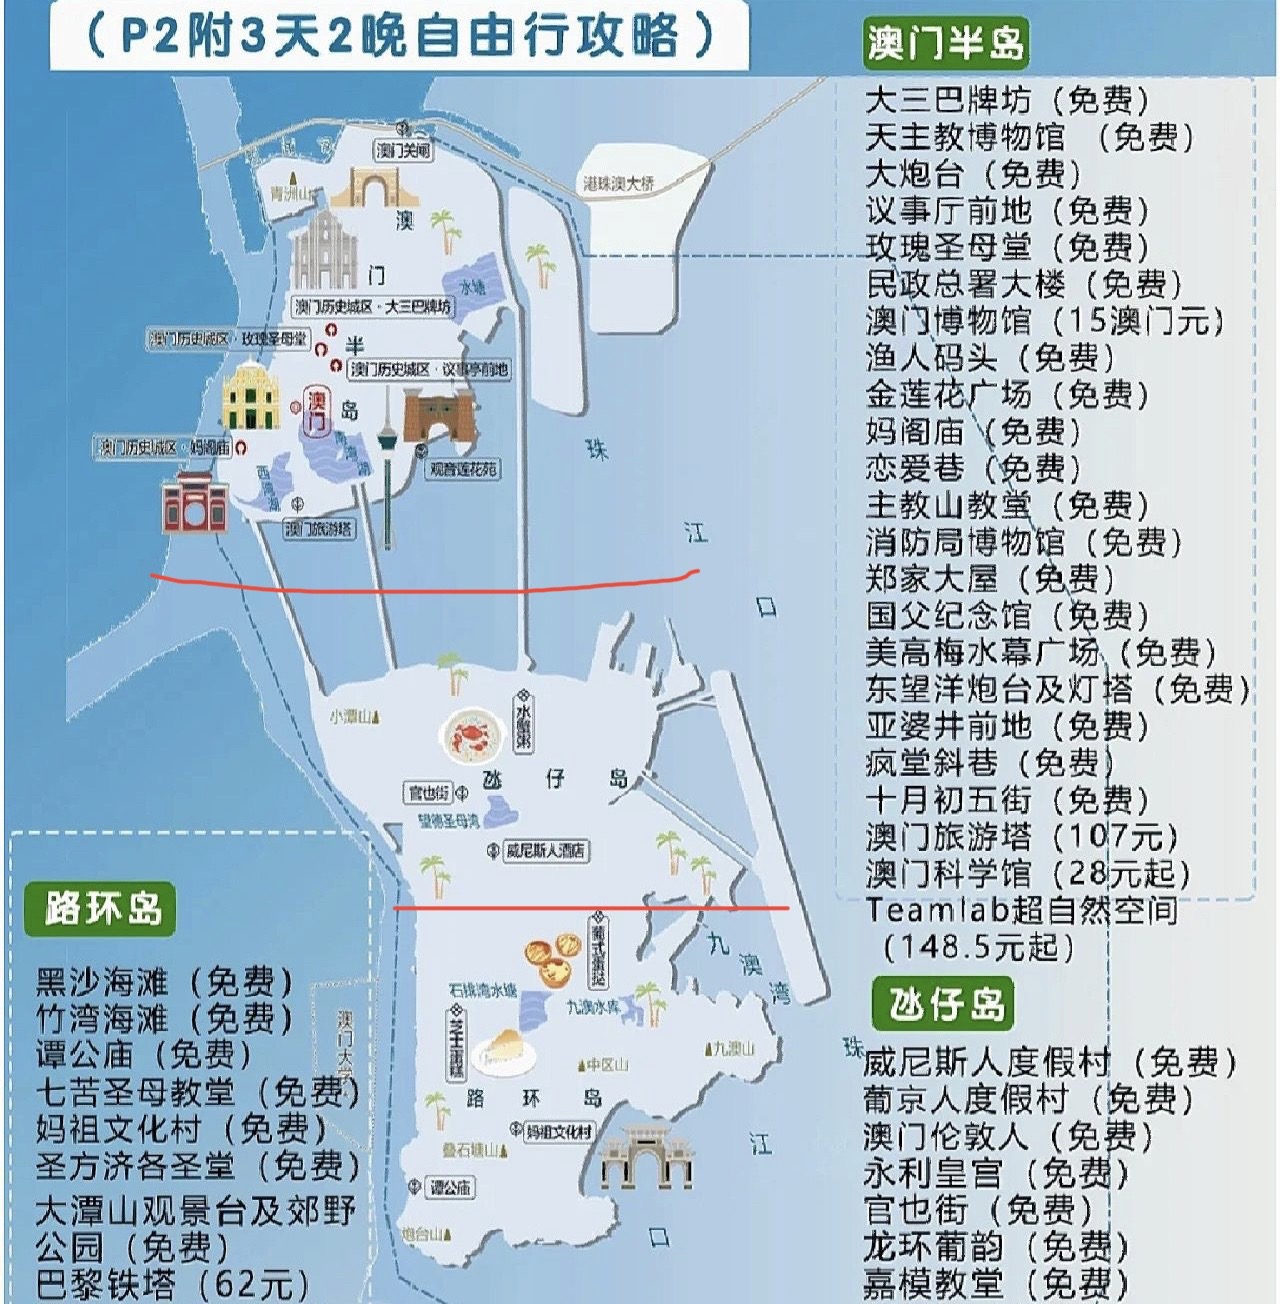 （P2附3天2晚自由行攻略）
澳门关闸
青洲山
港珠澳大桥
澳
门
半
岛
水塘
澳门历史城区·大三巴牌坊
澳门历史城区·玫瑰圣母堂
澳门历史城区·议事亭前地
澳门
澳门历史城区·妈阁庙
南湾湖
西湾湖
观音莲花苑
澳门旅游塔
珠
江
口
小潭山
水蟹粥
氹仔岛
官也街
望德圣母湾
威尼斯人酒店
葡式蛋挞
九澳湾
石排湾水塘
九澳水库
芝士蛋糕
中区山
九澳山
路环岛
妈祖文化村
叠石塘山
谭公庙
炮台山
澳门大学
珠
江
口
澳门半岛
大三巴牌坊（免费）
天主教博物馆（免费）
大炮台（免费）
议事厅前地（免费）
玫瑰圣母堂（免费）
民政总署大楼（免费）
澳门博物馆（15澳门元）
渔人码头（免费）
金莲花广场（免费）
妈阁庙（免费）
恋爱巷（免费）
主教山教堂（免费）
消防局博物馆（免费）
郑家大屋（免费）
国父纪念馆（免费）
美高梅水幕广场（免费）
东望洋炮台及灯塔（免费）
亚婆井前地（免费）
疯堂斜巷（免费）
十月初五街（免费）
澳门旅游塔（107元）
澳门科学馆（28元起）
Teamlab超自然空间
（148.5元起）
氹仔岛
威尼斯人度假村（免费）
葡京人度假村（免费）
澳门伦敦人（免费）
永利皇宫（免费）
官也街（免费）
龙环葡韵（免费）
嘉模教堂（免费）
路环岛
黑沙海滩（免费）
竹湾海滩（免费）
谭公庙（免费）
七苦圣母教堂（免费）
妈祖文化村（免费）
圣方济各圣堂（免费）
大潭山观景台及郊野
公园（免费）
巴黎铁塔（62元）